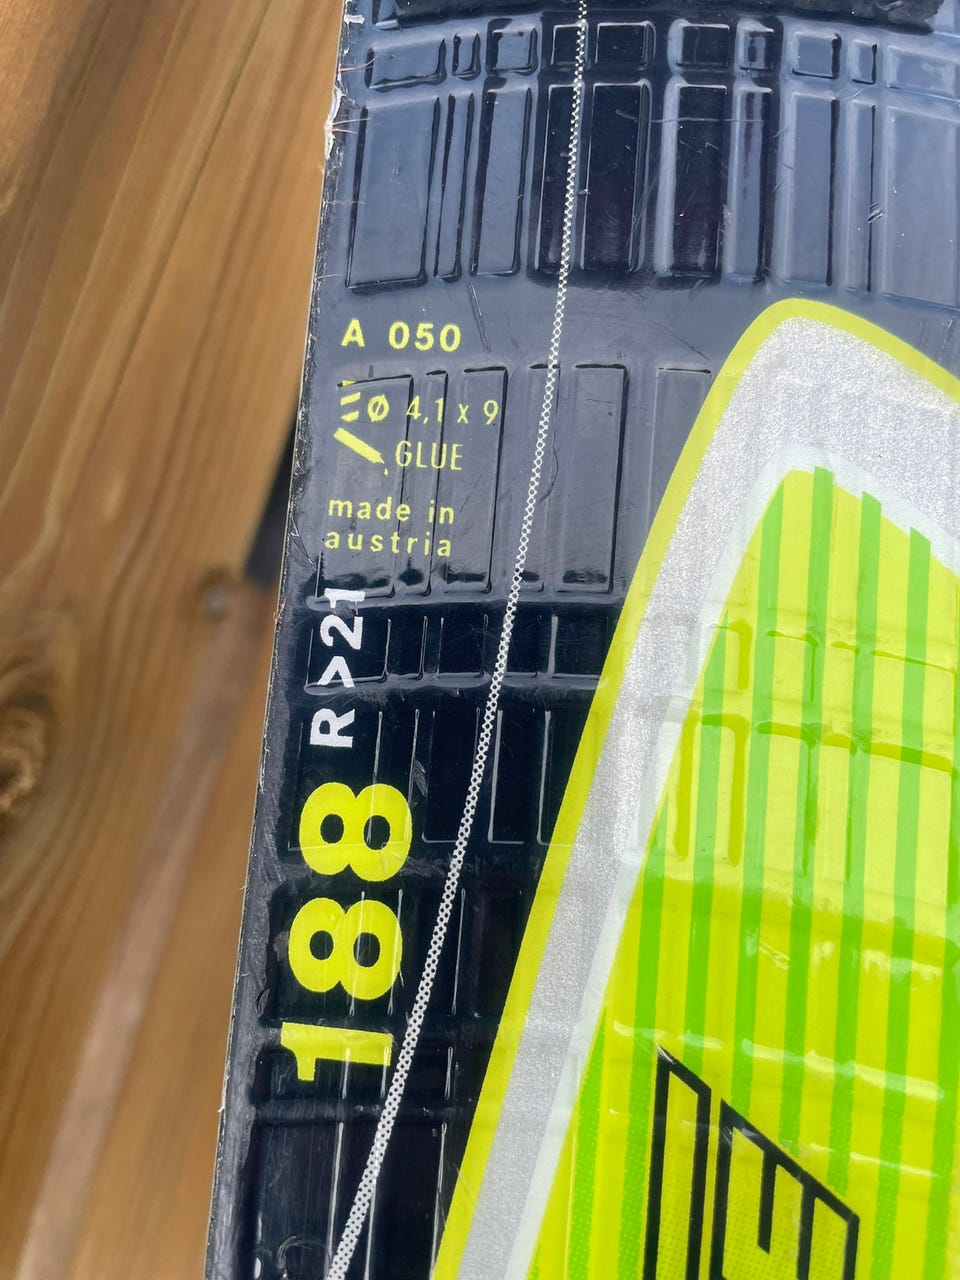 A 050
Ø 4,1 x 9
GLUE
made in
austria
188 R>21